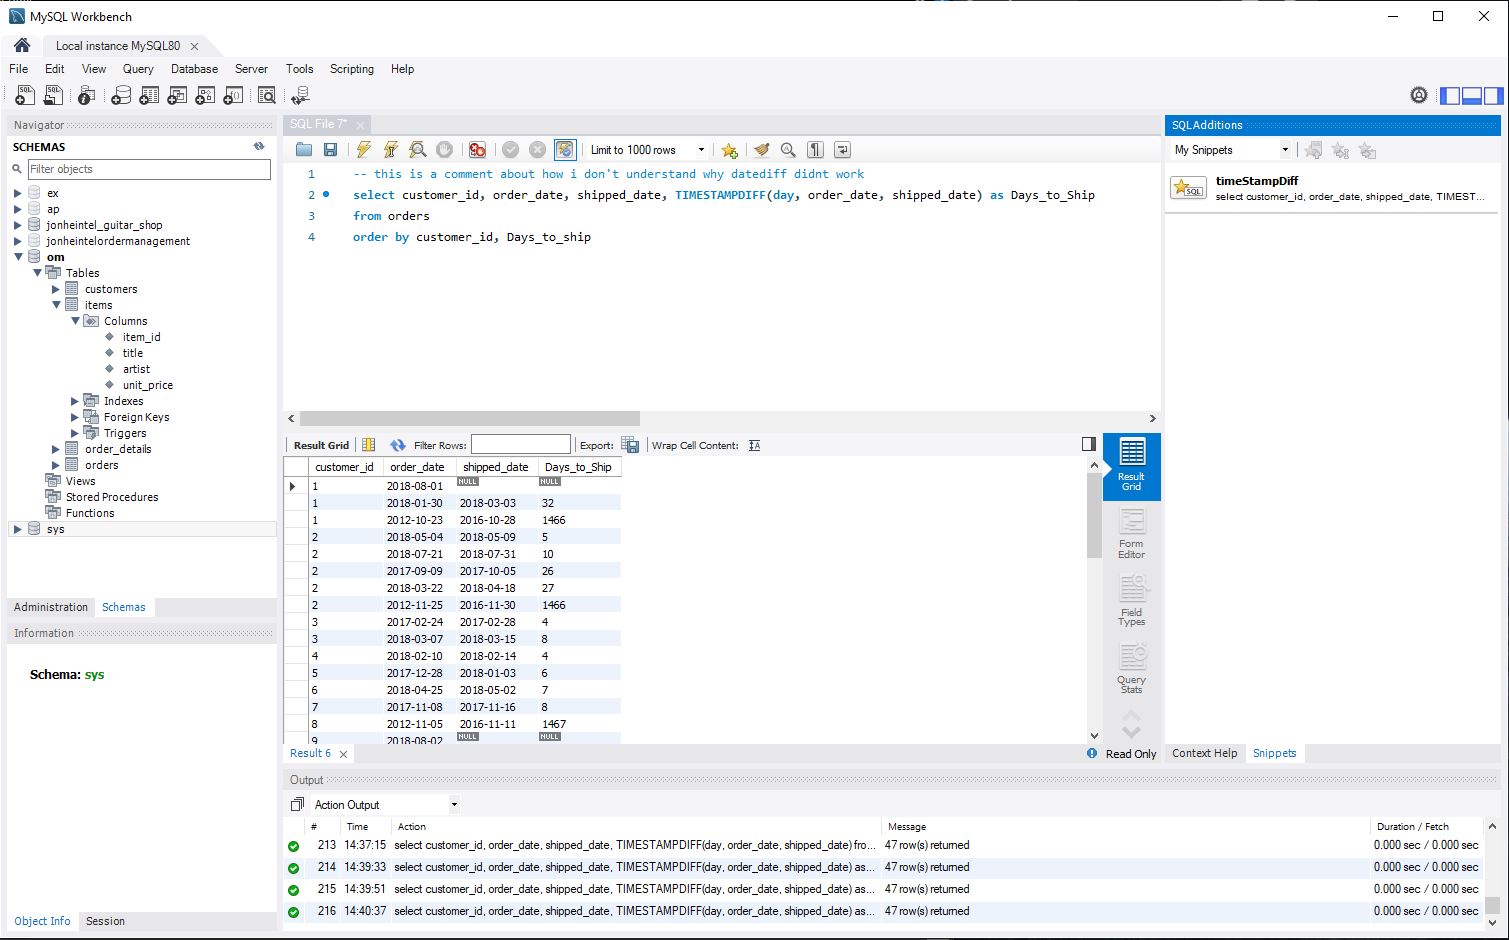 MySQL Workbench
Local instance MySQL80
File Edit View Query Database Server Tools Scripting Help
Navigator
SCHEMAS
Filter objects
ex
ap
jonheintel_guitar_shop
jonheintelordermanagement
om
Tables
customers
items
Columns
item_id
title
artist
unit_price
Indexes
Foreign Keys
Triggers
order_details
orders
Views
Stored Procedures
Functions
sys
Administration Schemas
Information
Schema: sys
Object Info Session
SQL File 7*
Limit to 1000 rows
1 -- this is a comment about how i don't understand why datediff didnt work
2 select customer_id, order_date, shipped_date, TIMESTAMPDIFF(day, order_date, shipped_date) as Days_to_Ship
3 from orders
4 order by customer_id, Days_to_ship
Result Grid Filter Rows: Export: Wrap Cell Content:
customer_id order_date shipped_date Days_to_Ship
1 2018-08-01 NULL NULL
1 2018-01-30 2018-03-03 32
1 2012-10-23 2016-10-28 1466
2 2018-05-04 2018-05-09 5
2 2018-07-21 2018-07-31 10
2 2017-09-09 2017-10-05 26
2 2018-03-22 2018-04-18 27
2 2012-11-25 2016-11-30 1466
3 2017-02-24 2017-02-28 4
3 2018-03-07 2018-03-15 8
4 2018-02-10 2018-02-14 4
5 2017-12-28 2018-01-03 6
6 2018-04-25 2018-05-02 7
7 2017-11-08 2017-11-16 8
8 2012-11-05 2016-11-11 1467
9 2018-08-02 NULL NULL
Result Grid
Form Editor
Field Types
Query Stats
Result 6
Read Only
SQLAdditions
My Snippets
timeStampDiff
select customer_id, order_date, shipped_date, TIMEST...
Context Help Snippets
Output
Action Output
# Time Action Message Duration / Fetch
213 14:37:15 select customer_id, order_date, shipped_date, TIMESTAMPDIFF(day, order_date, shipped_date) fro... 47 row(s) returned 0.000 sec / 0.000 sec
214 14:39:33 select customer_id, order_date, shipped_date, TIMESTAMPDIFF(day, order_date, shipped_date) as... 47 row(s) returned 0.000 sec / 0.000 sec
215 14:39:51 select customer_id, order_date, shipped_date, TIMESTAMPDIFF(day, order_date, shipped_date) as... 47 row(s) returned 0.000 sec / 0.000 sec
216 14:40:37 select customer_id, order_date, shipped_date, TIMESTAMPDIFF(day, order_date, shipped_date) as... 47 row(s) returned 0.000 sec / 0.000 sec